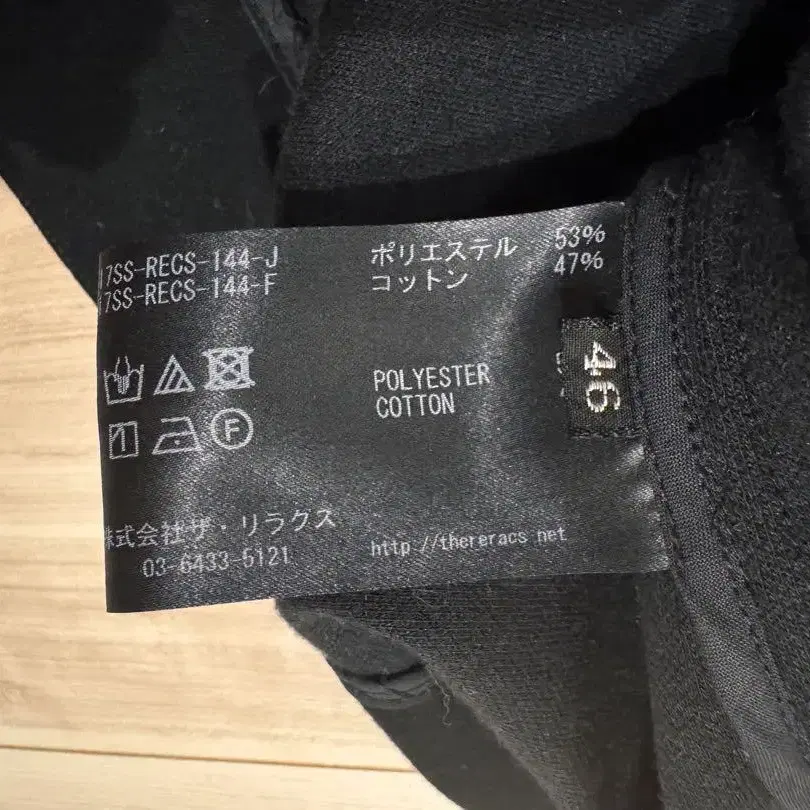 7SS-RECS-144-J
7SS-RECS-144-F
ポリエステル 53%
コットン 47%
POLYESTER
COTTON
46
F
株式会社ザ・リラクス
03-6433-5121
http://thereracs.net